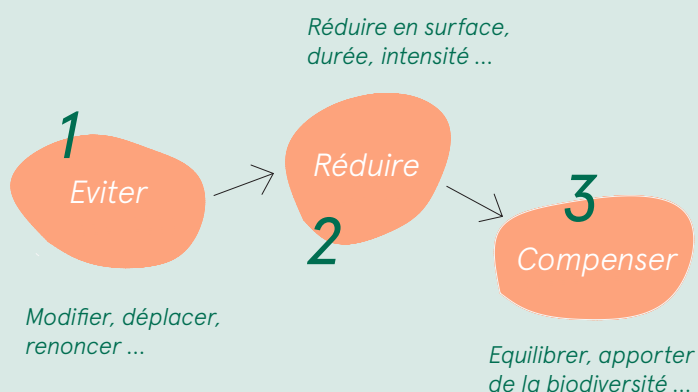 1
Eviter
Modifier, déplacer,
renoncer ...
Réduire en surface,
durée, intensité ...
Réduire
2
3
Compenser
Equilibrer, apporter
de la biodiversité ...